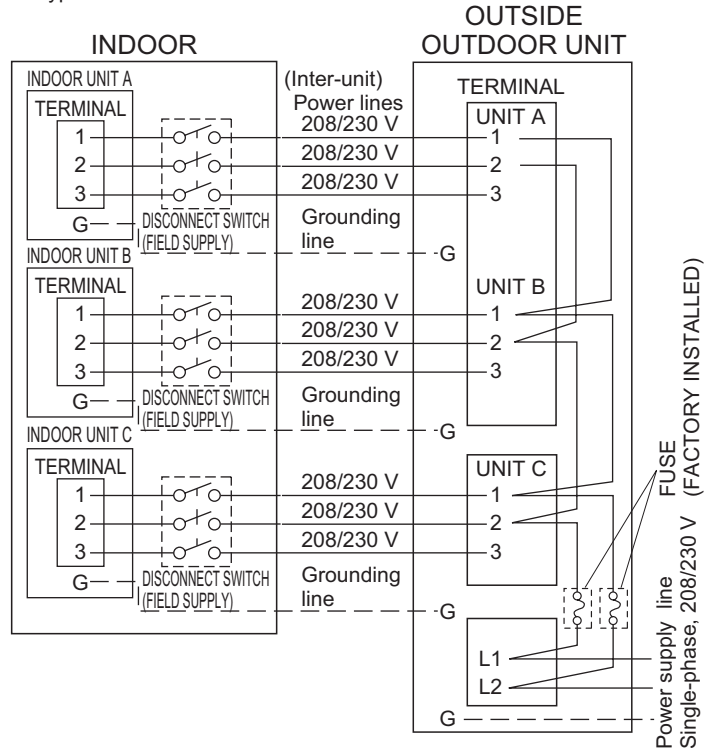 OUTSIDE
INDOOR
OUTDOOR UNIT
INDOOR UNIT A
TERMINAL
1
2
3
G
DISCONNECT SWITCH
(FIELD SUPPLY)
(Inter-unit)
Power lines
208/230 V
208/230 V
208/230 V
Grounding
line
TERMINAL
UNIT A
1
2
3
G
INDOOR UNIT B
TERMINAL
1
2
3
G
DISCONNECT SWITCH
(FIELD SUPPLY)
208/230 V
208/230 V
208/230 V
Grounding
line
UNIT B
1
2
3
G
INDOOR UNIT C
TERMINAL
1
2
3
G
DISCONNECT SWITCH
(FIELD SUPPLY)
208/230 V
208/230 V
208/230 V
Grounding
line
UNIT C
1
2
3
G
L1
L2
G
FUSE
(FACTORY INSTALLED)
Power supply line
Single-phase, 208/230 V